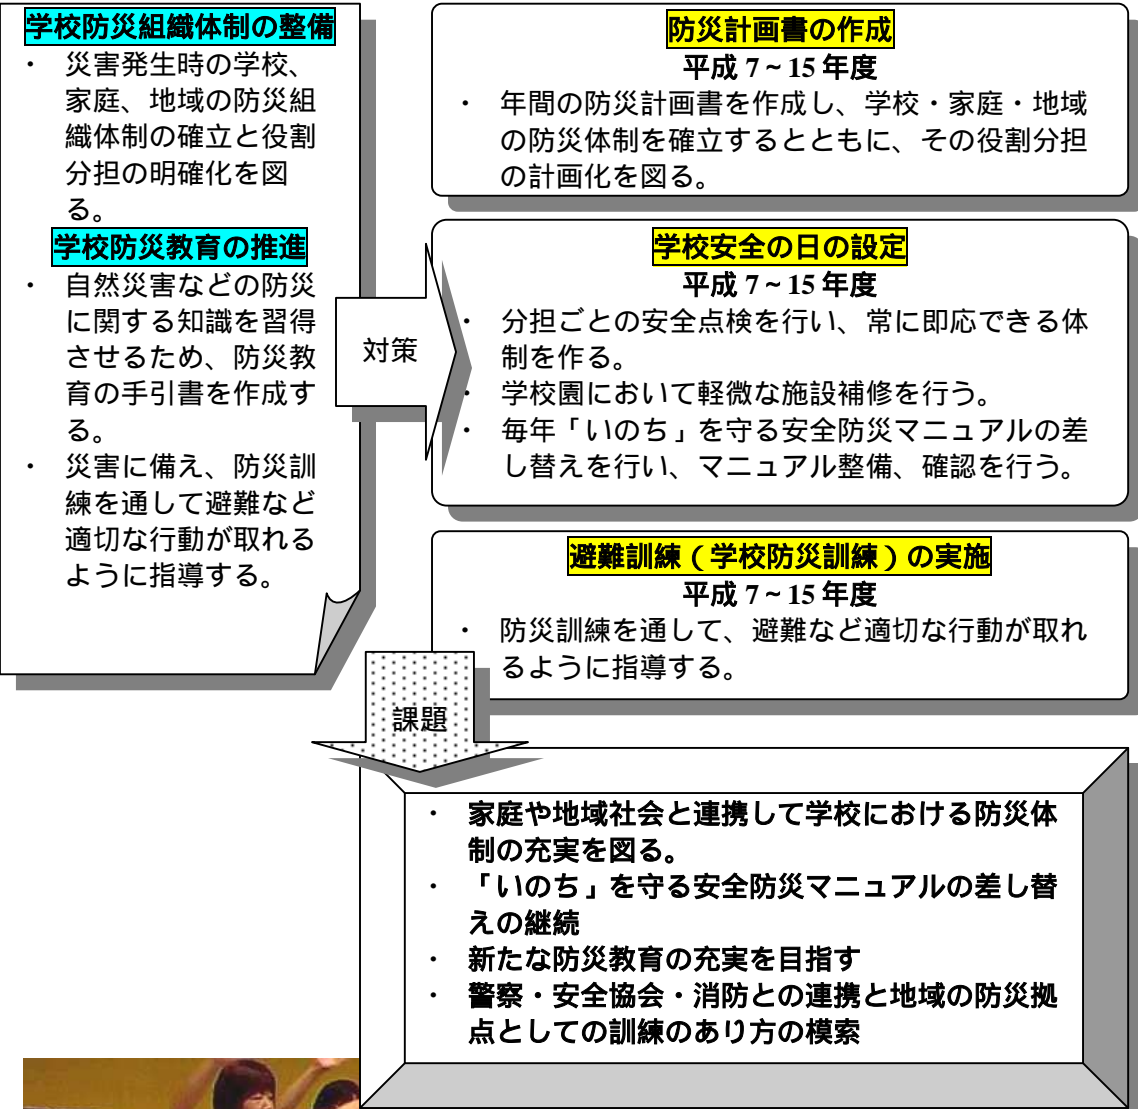 学校防災組織体制の整備
・ 災害発生時の学校、
家庭、地域の防災組
織体制の確立と役割
分担の明確化を図
る。
学校防災教育の推進
・ 自然災害などの防災
に関する知識を習得
させるため、防災教
育の手引書を作成す
る。
・ 災害に備え、防災訓
練を通して避難など
適切な行動が取れる
ように指導する。
対策
防災計画書の作成
平成 7~15 年度
・ 年間の防災計画書を作成し、学校・家庭・地域
の防災体制を確立するとともに、その役割分担
の計画化を図る。
学校安全の日の設定
平成 7~15 年度
・ 分担ごとの安全点検を行い、常に即応できる体
制を作る。
・ 学校園において軽微な施設補修を行う。
・ 毎年「いのち」を守る安全防災マニュアルの差
し替えを行い、マニュアル整備、確認を行う。
避難訓練(学校防災訓練)の実施
平成 7~15 年度
・ 防災訓練を通して、避難など適切な行動が取れ
るように指導する。
課題
・ 家庭や地域社会と連携して学校における防災体
制の充実を図る。
・ 「いのち」を守る安全防災マニュアルの差し替
えの継続
・ 新たな防災教育の充実を目指す
・ 警察・安全協会・消防との連携と地域の防災拠
点としての訓練のあり方の模索